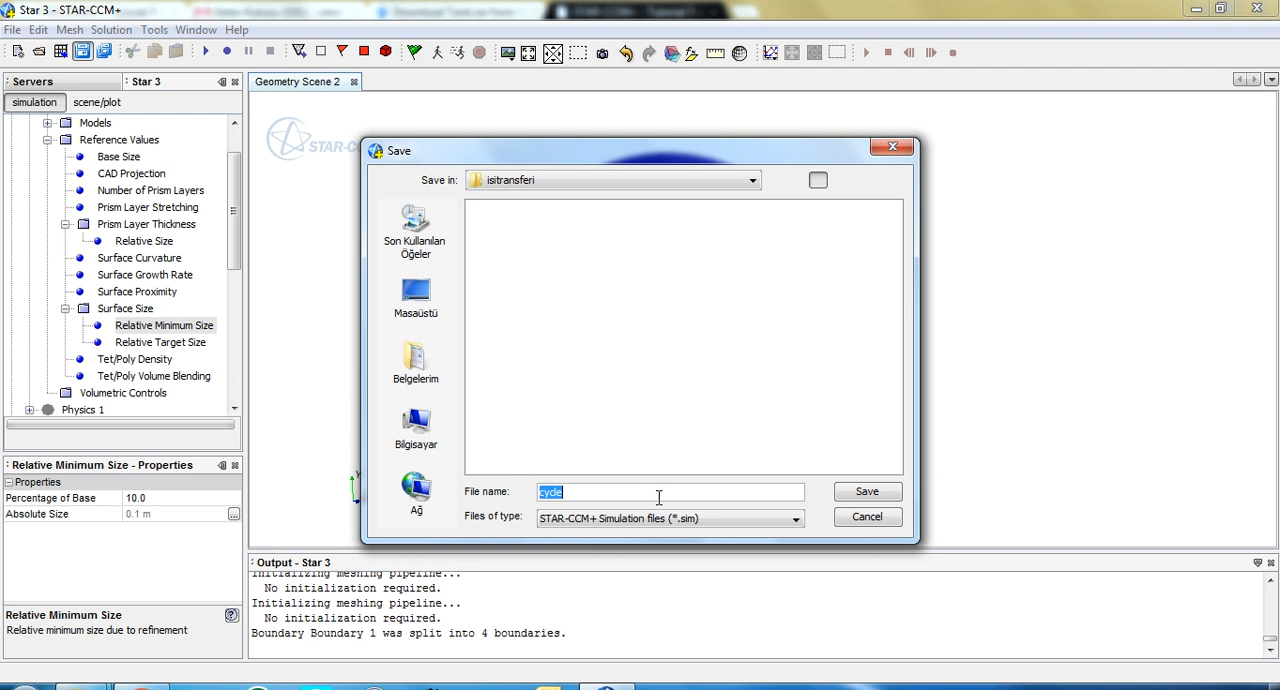 Star 3 - STAR-CCM+
File Edit Mesh Solution Tools Window Help
Servers
Star 3
simulation
scene/plot
Models
Reference Values
Base Size
CAD Projection
Number of Prism Layers
Prism Layer Stretching
Prism Layer Thickness
Relative Size
Surface Curvature
Surface Growth Rate
Surface Proximity
Surface Size
Relative Minimum Size
Relative Target Size
Tet/Poly Density
Tet/Poly Volume Blending
Volumetric Controls
Physics 1
Relative Minimum Size - Properties
Properties
Percentage of Base 10.0
Absolute Size 0.1 m
Relative Minimum Size
Relative minimum size due to refinement
Geometry Scene 2
STAR-CC
Save
Save in: isitransferi
Son Kullanılan
Öğeler
Masaüstü
Belgelerim
Bilgisayar
Ağ
File name: cycle
Save
Files of type: STAR-CCM+ Simulation files (*.sim)
Cancel
Output - Star 3
Initializing meshing pipeline...
No initialization required.
Initializing meshing pipeline...
No initialization required.
Boundary Boundary 1 was split into 4 boundaries.